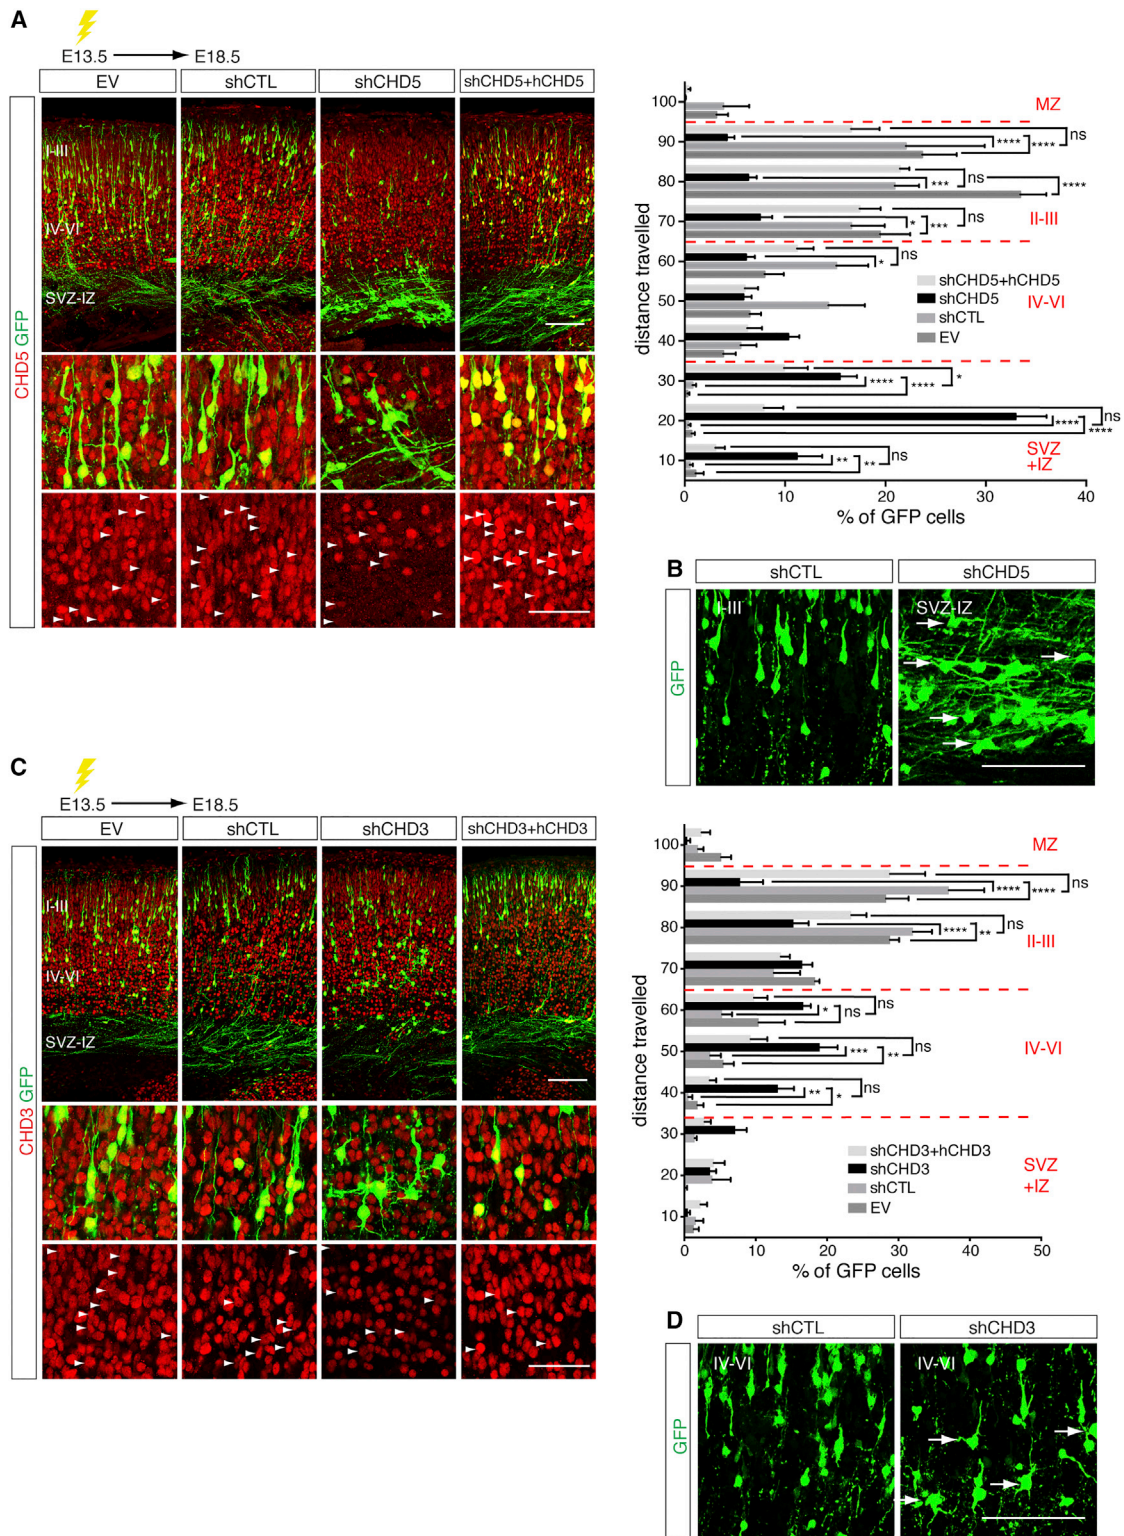 A
E13.5 E18.5
EV shCTL shCHD5 shCHD5+hCHD5
CHD5 GFP
I-III
IV-VI
SVZ-IZ
distance travelled
100
90
80
70
60
50
40
30
20
10
MZ
II-III
IV-VI
SVZ
+IZ
ns
**** ****
ns
*** ****
ns
* ***
ns
*
shCHD5+hCHD5
shCHD5
shCTL
EV
*
**** ****
ns
**** ****
ns
** **
0 10 20 30 40
% of GFP cells
B
shCTL shCHD5
GFP
I-III SVZ-IZ
C
E13.5 E18.5
EV shCTL shCHD3 shCHD3+hCHD3
CHD3 GFP
I-III
IV-VI
SVZ-IZ
distance travelled
100
90
80
70
60
50
40
30
20
10
MZ
II-III
IV-VI
SVZ
+IZ
ns
**** ****
ns
**** **
* ns ns
ns
*** **
ns
** *
shCHD3+hCHD3
shCHD3
shCTL
EV
0 10 20 30 40 50
% of GFP cells
D
shCTL shCHD3
GFP
IV-VI IV-VI